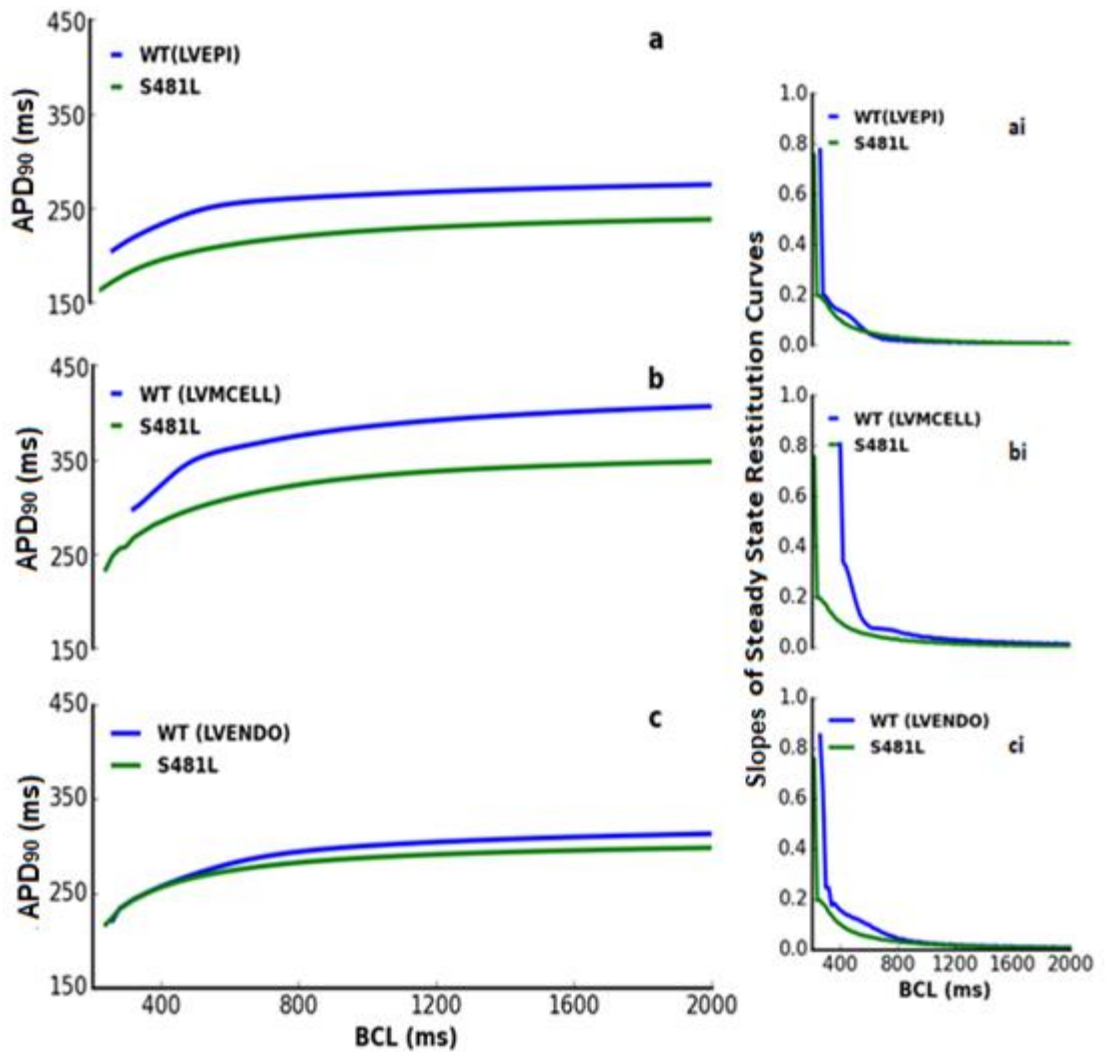 450
350
250
150
APD90 (ms)
WT(LVEPI)
S481L
a
450
350
250
150
APD90 (ms)
WT (LVMCELL)
S481L
b
450
350
250
150
APD90 (ms)
WT (LVENDO)
S481L
c
400 800 1200 1600 2000
BCL (ms)
Slopes of Steady State Restitution Curves
1.0
0.8
0.6
0.4
0.2
0.0
WT(LVEPI)
S481L
ai
1.0
0.8
0.6
0.4
0.2
0.0
WT (LVMCELL)
S481L
bi
1.0
0.8
0.6
0.4
0.2
0.0
WT (LVENDO)
S481L
ci
400 800 1200 1600 2000
BCL (ms)